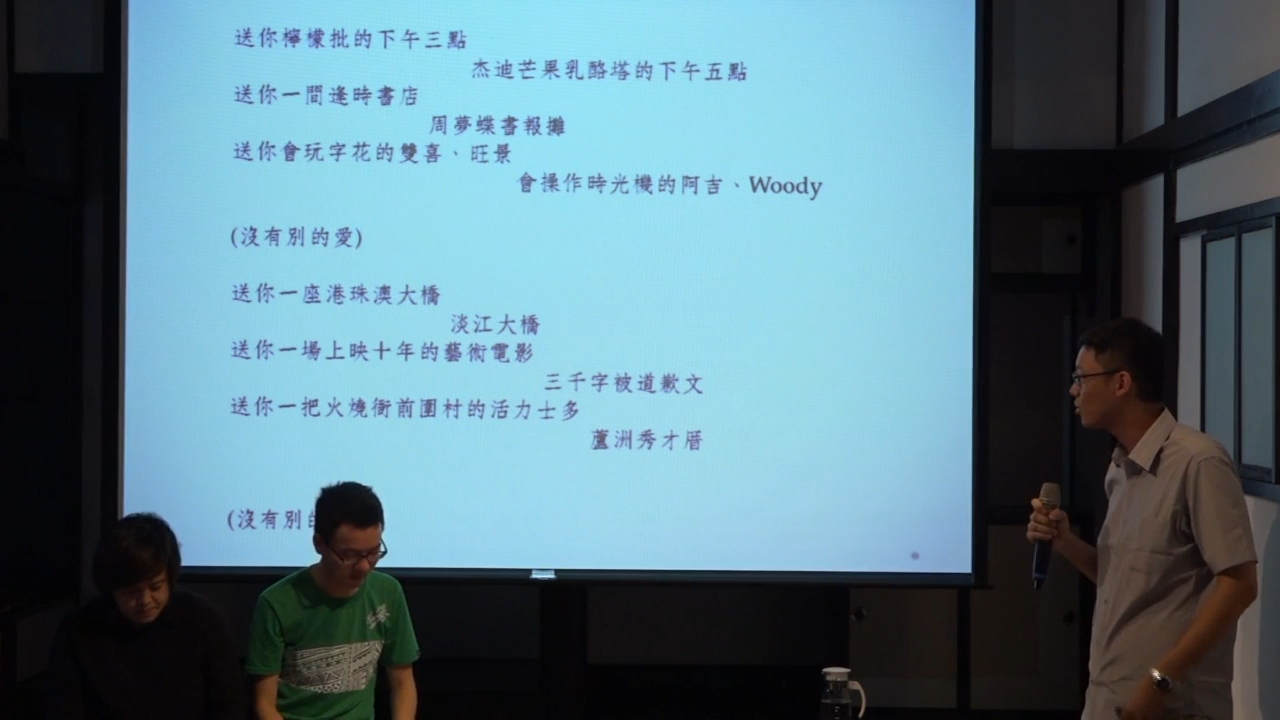 送你檸檬批的下午三點
杰迪芒果乳酪塔的下午五點
送你一間逢時書店
周夢蝶書報攤
送你會玩字花的雙喜、旺景
會操作時光機的阿吉、Woody
(沒有別的愛)
送你一座港珠澳大橋
淡江大橋
送你一場上映十年的藝術電影
三千字被道歉文
送你一把火燒衙前圍村的活力士多
蘆洲秀才厝
(沒有別的